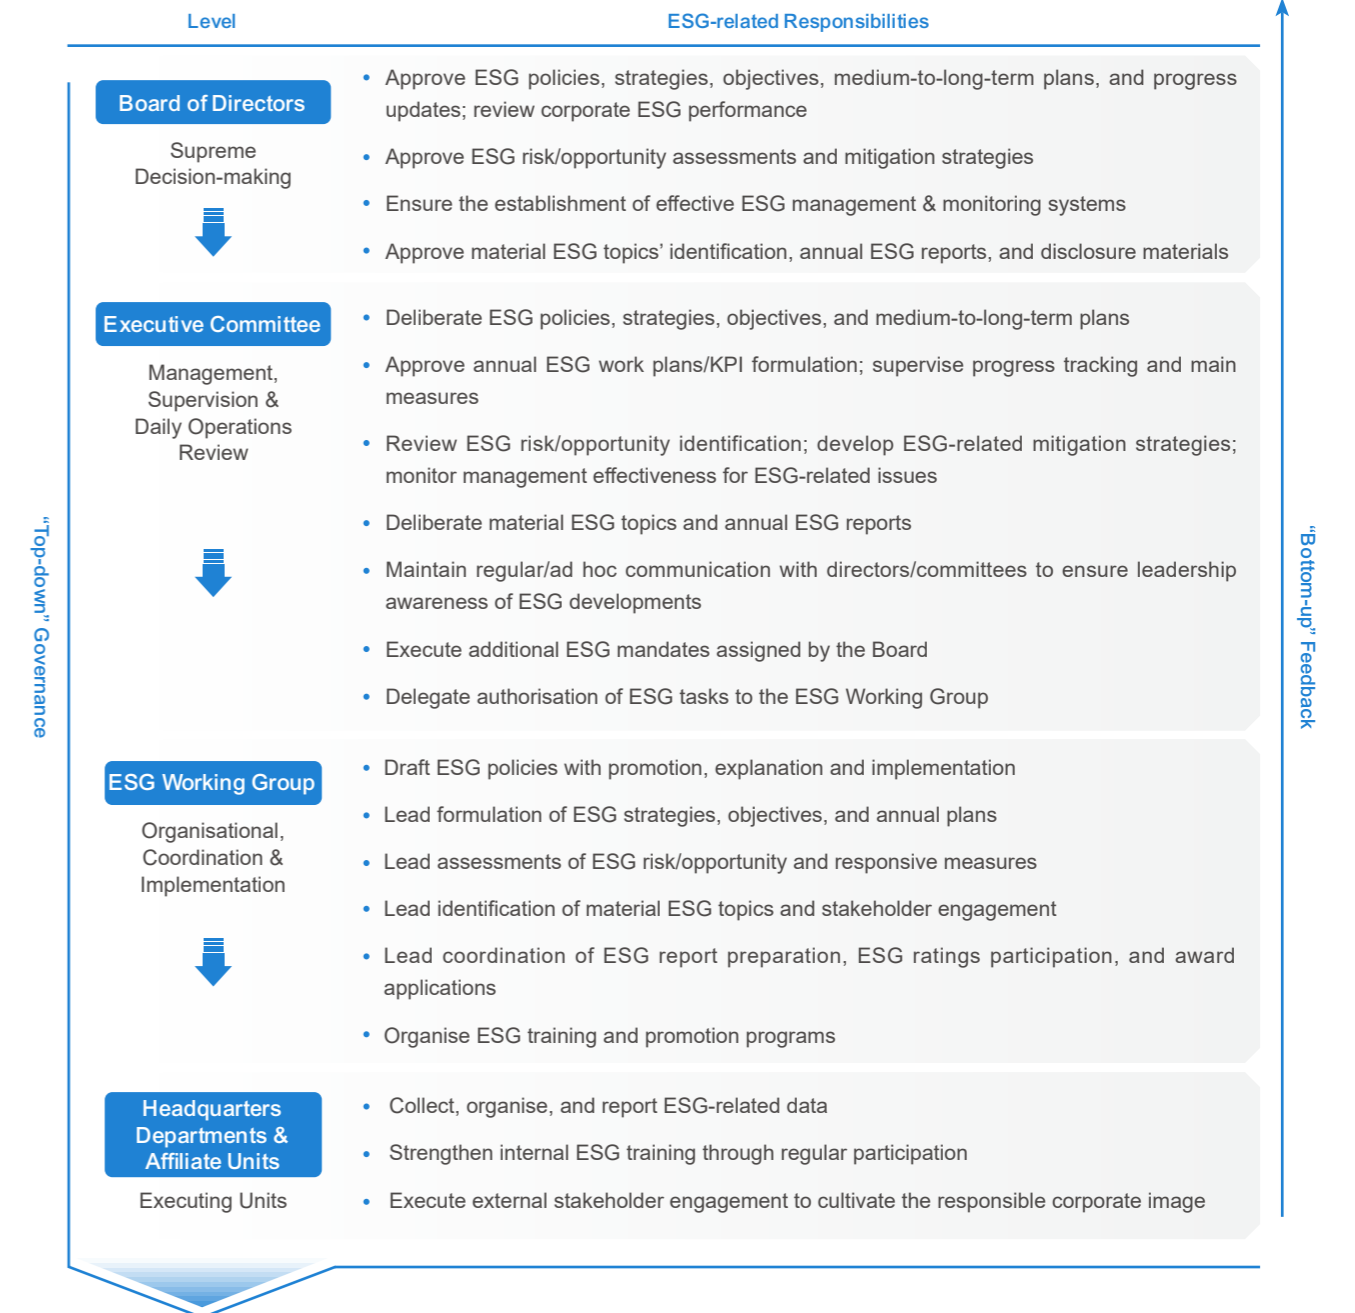 Level
ESG-related Responsibilities
Board of Directors
Supreme
Decision-making
• Approve ESG policies, strategies, objectives, medium-to-long-term plans, and progress
updates; review corporate ESG performance
• Approve ESG risk/opportunity assessments and mitigation strategies
• Ensure the establishment of effective ESG management & monitoring systems
• Approve material ESG topics’ identification, annual ESG reports, and disclosure materials
Executive Committee
Management,
Supervision &
Daily Operations
Review
• Deliberate ESG policies, strategies, objectives, and medium-to-long-term plans
• Approve annual ESG work plans/KPI formulation; supervise progress tracking and main
measures
• Review ESG risk/opportunity identification; develop ESG-related mitigation strategies;
monitor management effectiveness for ESG-related issues
• Deliberate material ESG topics and annual ESG reports
• Maintain regular/ad hoc communication with directors/committees to ensure leadership
awareness of ESG developments
• Execute additional ESG mandates assigned by the Board
• Delegate authorisation of ESG tasks to the ESG Working Group
ESG Working Group
Organisational,
Coordination &
Implementation
• Draft ESG policies with promotion, explanation and implementation
• Lead formulation of ESG strategies, objectives, and annual plans
• Lead assessments of ESG risk/opportunity and responsive measures
• Lead identification of material ESG topics and stakeholder engagement
• Lead coordination of ESG report preparation, ESG ratings participation, and award
applications
• Organise ESG training and promotion programs
Headquarters
Departments &
Affiliate Units
Executing Units
• Collect, organise, and report ESG-related data
• Strengthen internal ESG training through regular participation
• Execute external stakeholder engagement to cultivate the responsible corporate image
“Top-down” Governance
“Bottom-up” Feedback